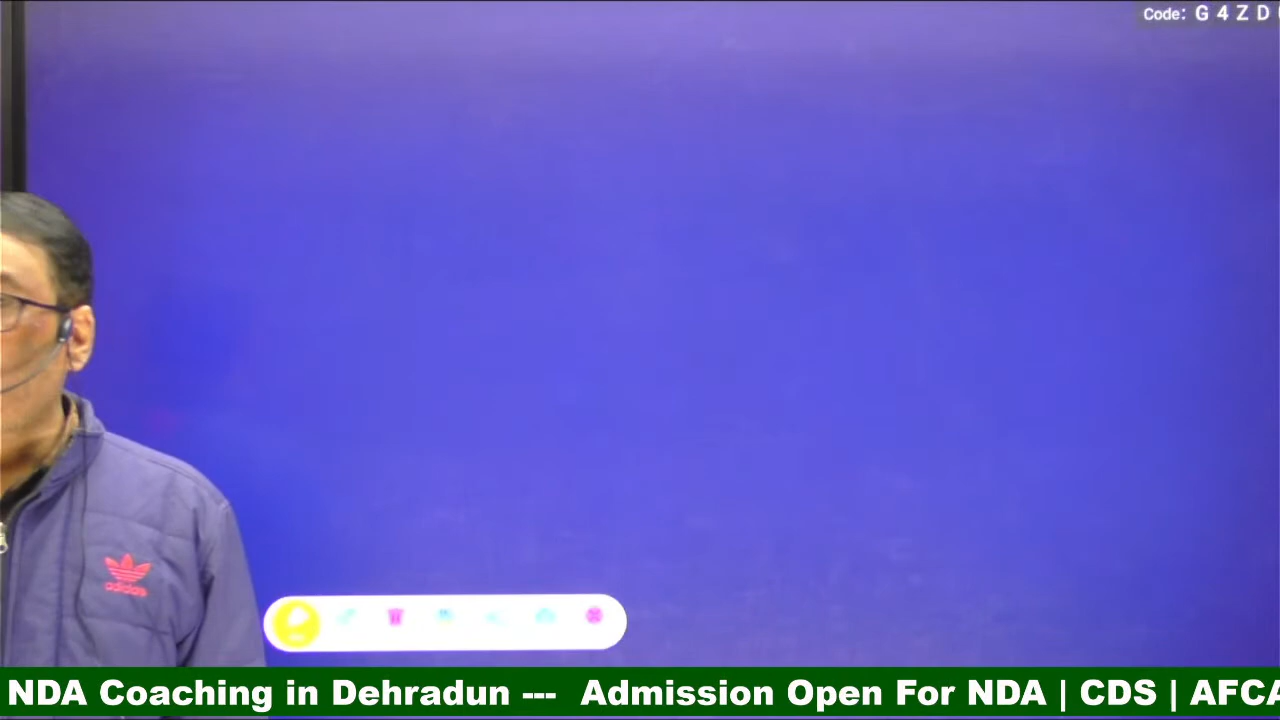 Code: G 4 Z D
adidas
NDA Coaching in Dehradun --- Admission Open For NDA | CDS | AFCA